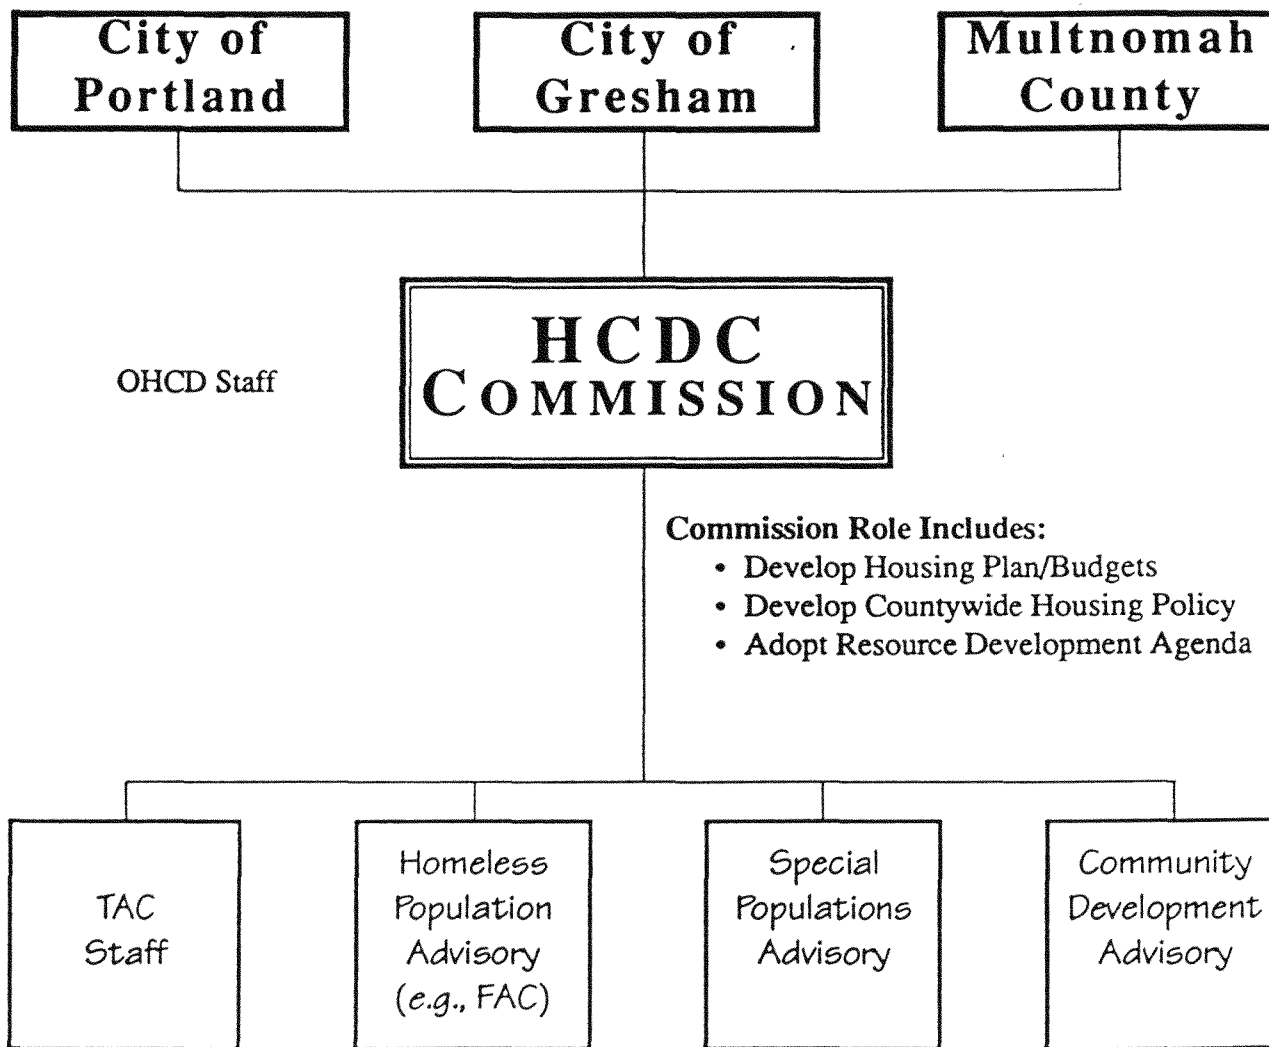 City of
Portland
City of
Gresham
Multnomah
County
OHCD Staff
HCDC
COMMISSION
Commission Role Includes:
• Develop Housing Plan/Budgets
• Develop Countywide Housing Policy
• Adopt Resource Development Agenda
TAC
Staff
Homeless
Population
Advisory
(e.g., FAC)
Special
Populations
Advisory
Community
Development
Advisory